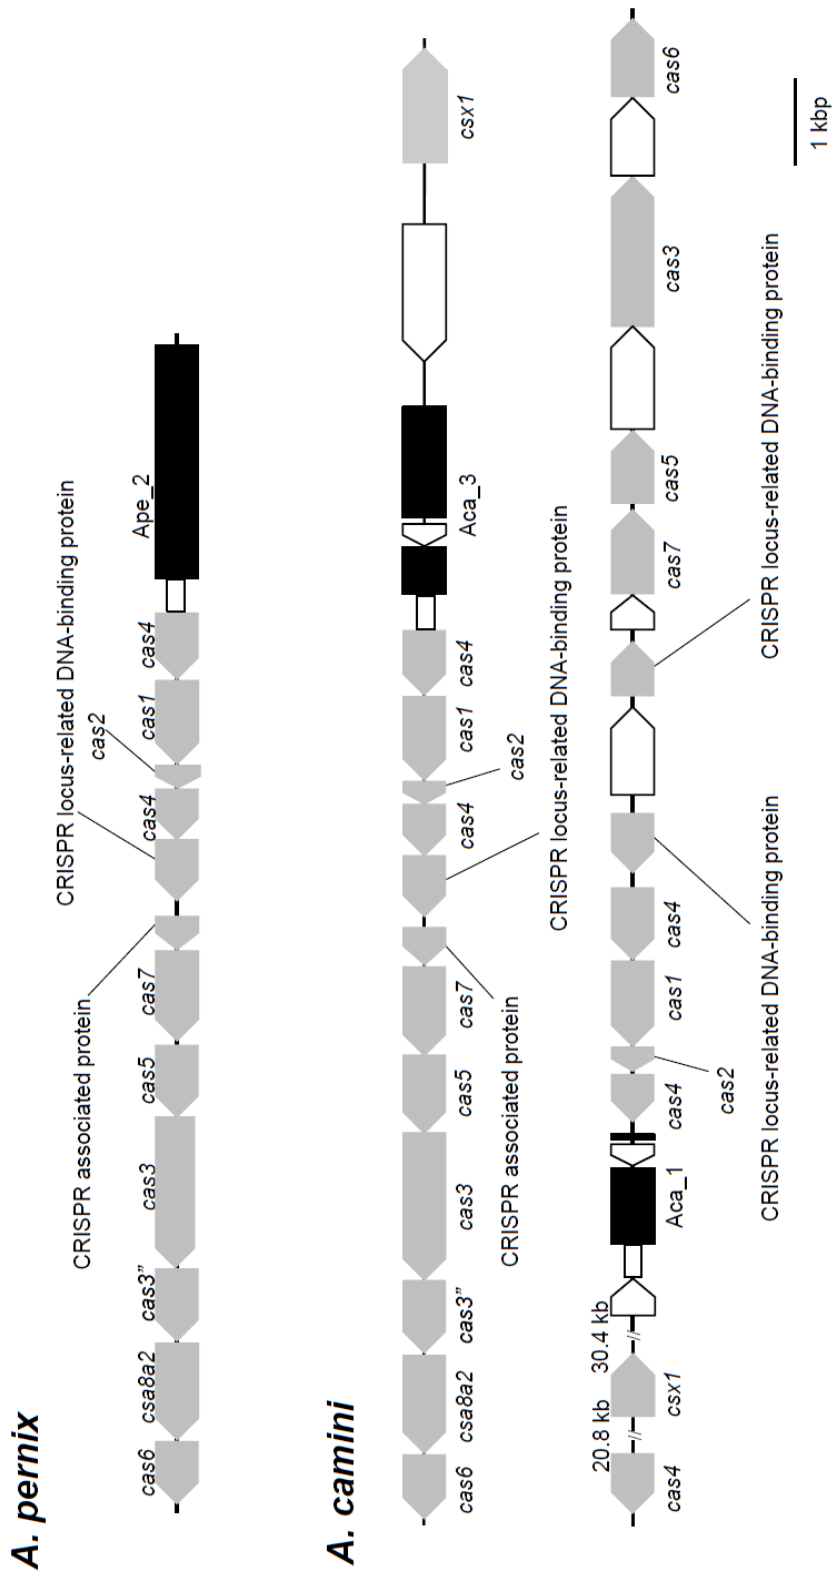 A. pernix
CRISPR associated protein
CRISPR locus-related DNA-binding protein
cas2
Ape_2
cas6
csa8a2
cas3”
cas3
cas5
cas7
cas4
cas1
cas4
A. camini
cas6
csa8a2
cas3”
cas3
cas5
cas7
cas4
cas1
cas4
Aca_3
csx1
CRISPR associated protein
cas2
CRISPR locus-related DNA-binding protein
20.8 kb
30.4 kb
cas4
csx1
Aca_1
cas4
cas1
cas4
cas7
cas5
cas3
cas6
cas2
CRISPR locus-related DNA-binding protein
CRISPR locus-related DNA-binding protein
1 kbp